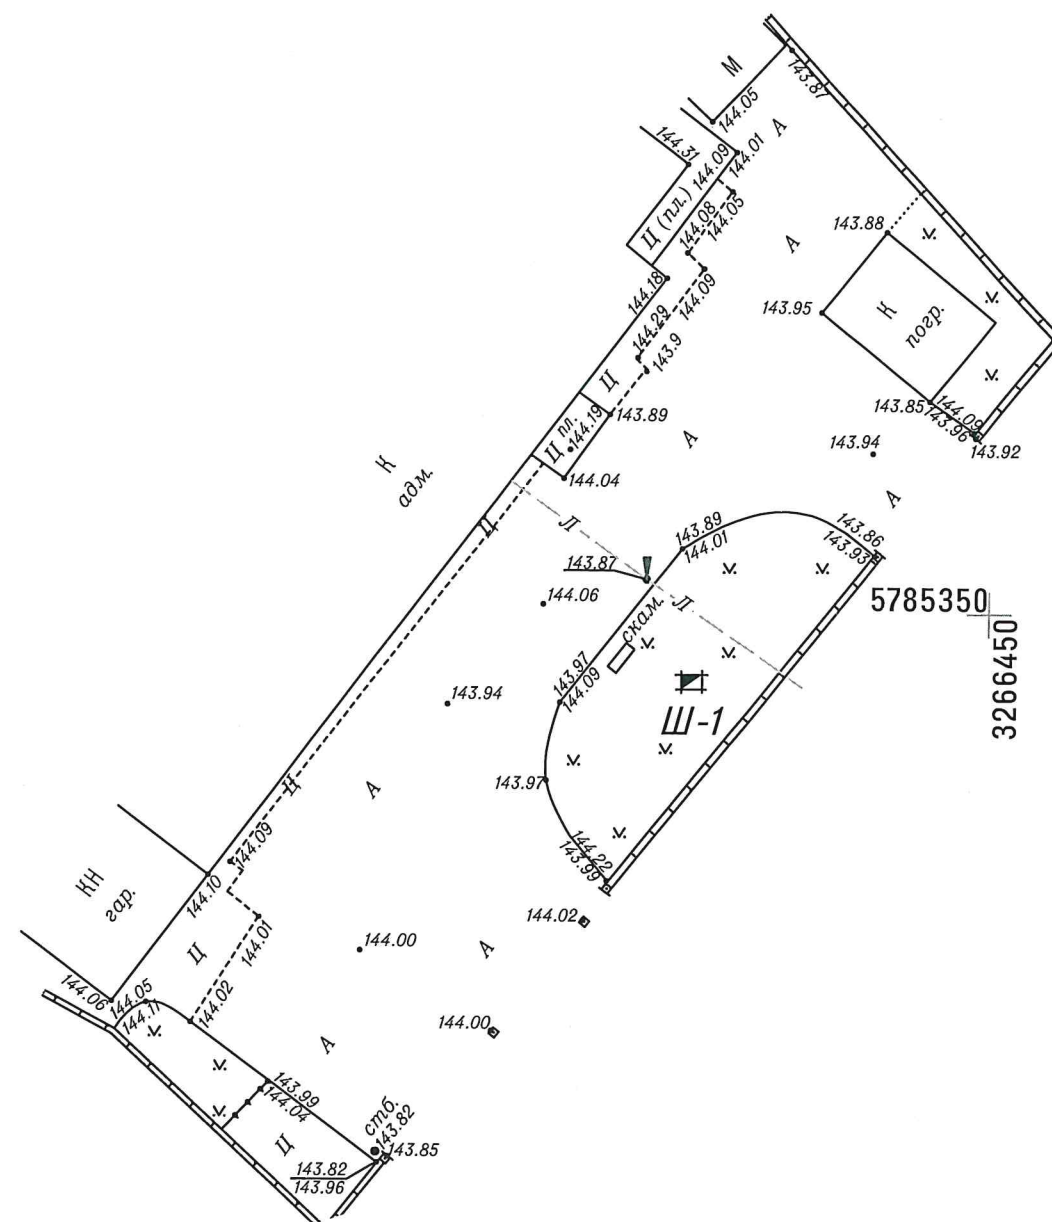 М
143.87
144.05
А
144.31
144.09
144.01
Ц (пл.)
144.08
144.05
А
143.88
144.18
144.09
143.95
К
погр.
144.29
143.9
Ц
143.89
143.85
144.09
143.96
143.92
Ц пл.
144.19
А
143.94
К
адм.
144.04
А
Ц
Л
143.89
144.01
143.86
143.93
143.87
144.06
Л
скам.
5785350
3266450
143.97
144.09
143.94
Ш-1
Ц
А
143.97
144.09
144.10
144.22
143.99
КН
гар.
144.02
Ц
144.01
144.00
А
144.06
144.05
144.11
144.02
144.00
А
143.99
144.04
стб.
143.82
143.85
Ц
143.82
143.96